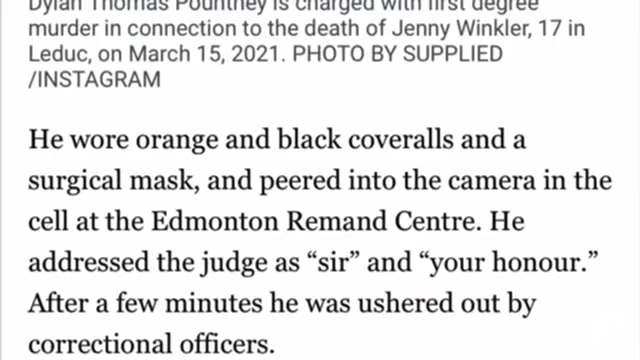 Dylan Thomas Pountney is charged with first degree
murder in connection to the death of Jenny Winkler, 17 in
Leduc, on March 15, 2021. PHOTO BY SUPPLIED
/INSTAGRAM
He wore orange and black coveralls and a
surgical mask, and peered into the camera in the
cell at the Edmonton Remand Centre. He
addressed the judge as “sir” and “your honour.”
After a few minutes he was ushered out by
correctional officers.